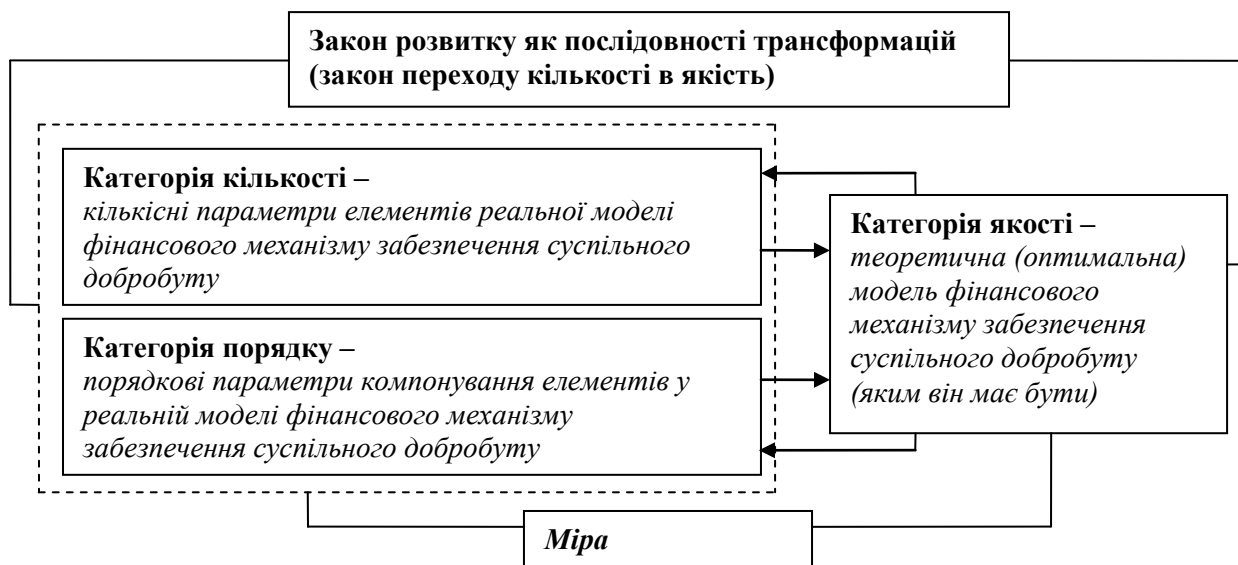 Закон розвитку як послідовності трансформацій
(закон переходу кількості в якість)
Категорія кількості –
кількісні параметри елементів реальної моделі
фінансового механізму забезпечення суспільного
добробуту
Категорія порядку –
порядкові параметри компонування елементів у
реальній моделі фінансового механізму
забезпечення суспільного добробуту
Категорія якості –
теоретична (оптимальна)
модель фінансового
механізму забезпечення
суспільного добробуту
(яким він має бути)
Міра